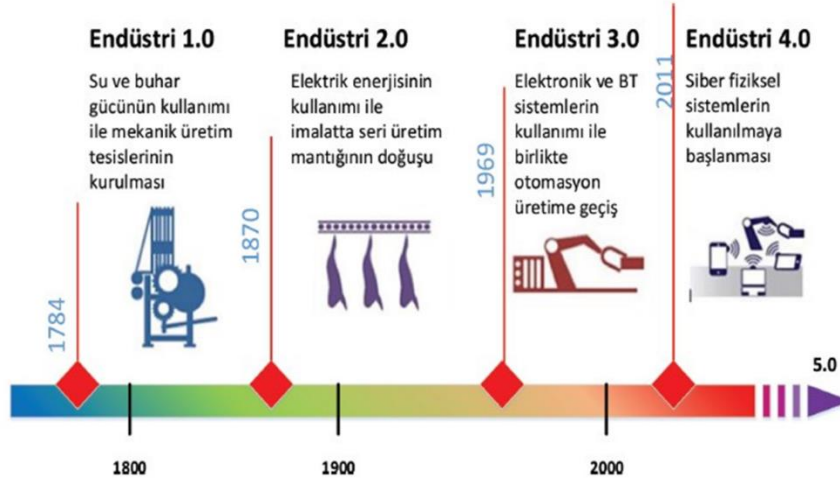 Endüstri 1.0
Su ve buhar
gücünün kullanımı
ile mekanik üretim
tesislerinin
kurulması
1784
Endüstri 2.0
Elektrik enerjisinin
kullanımı ile
imalatta seri üretim
mantığının doğuşu
1870
Endüstri 3.0
Elektronik ve BT
sistemlerin
kullanımı ile
birlikte
otomasyon
üretime geçiş
1969
Endüstri 4.0
Siber fiziksel
sistemlerin
kullanılmaya
başlanması
2011
5.0
1800
1900
2000